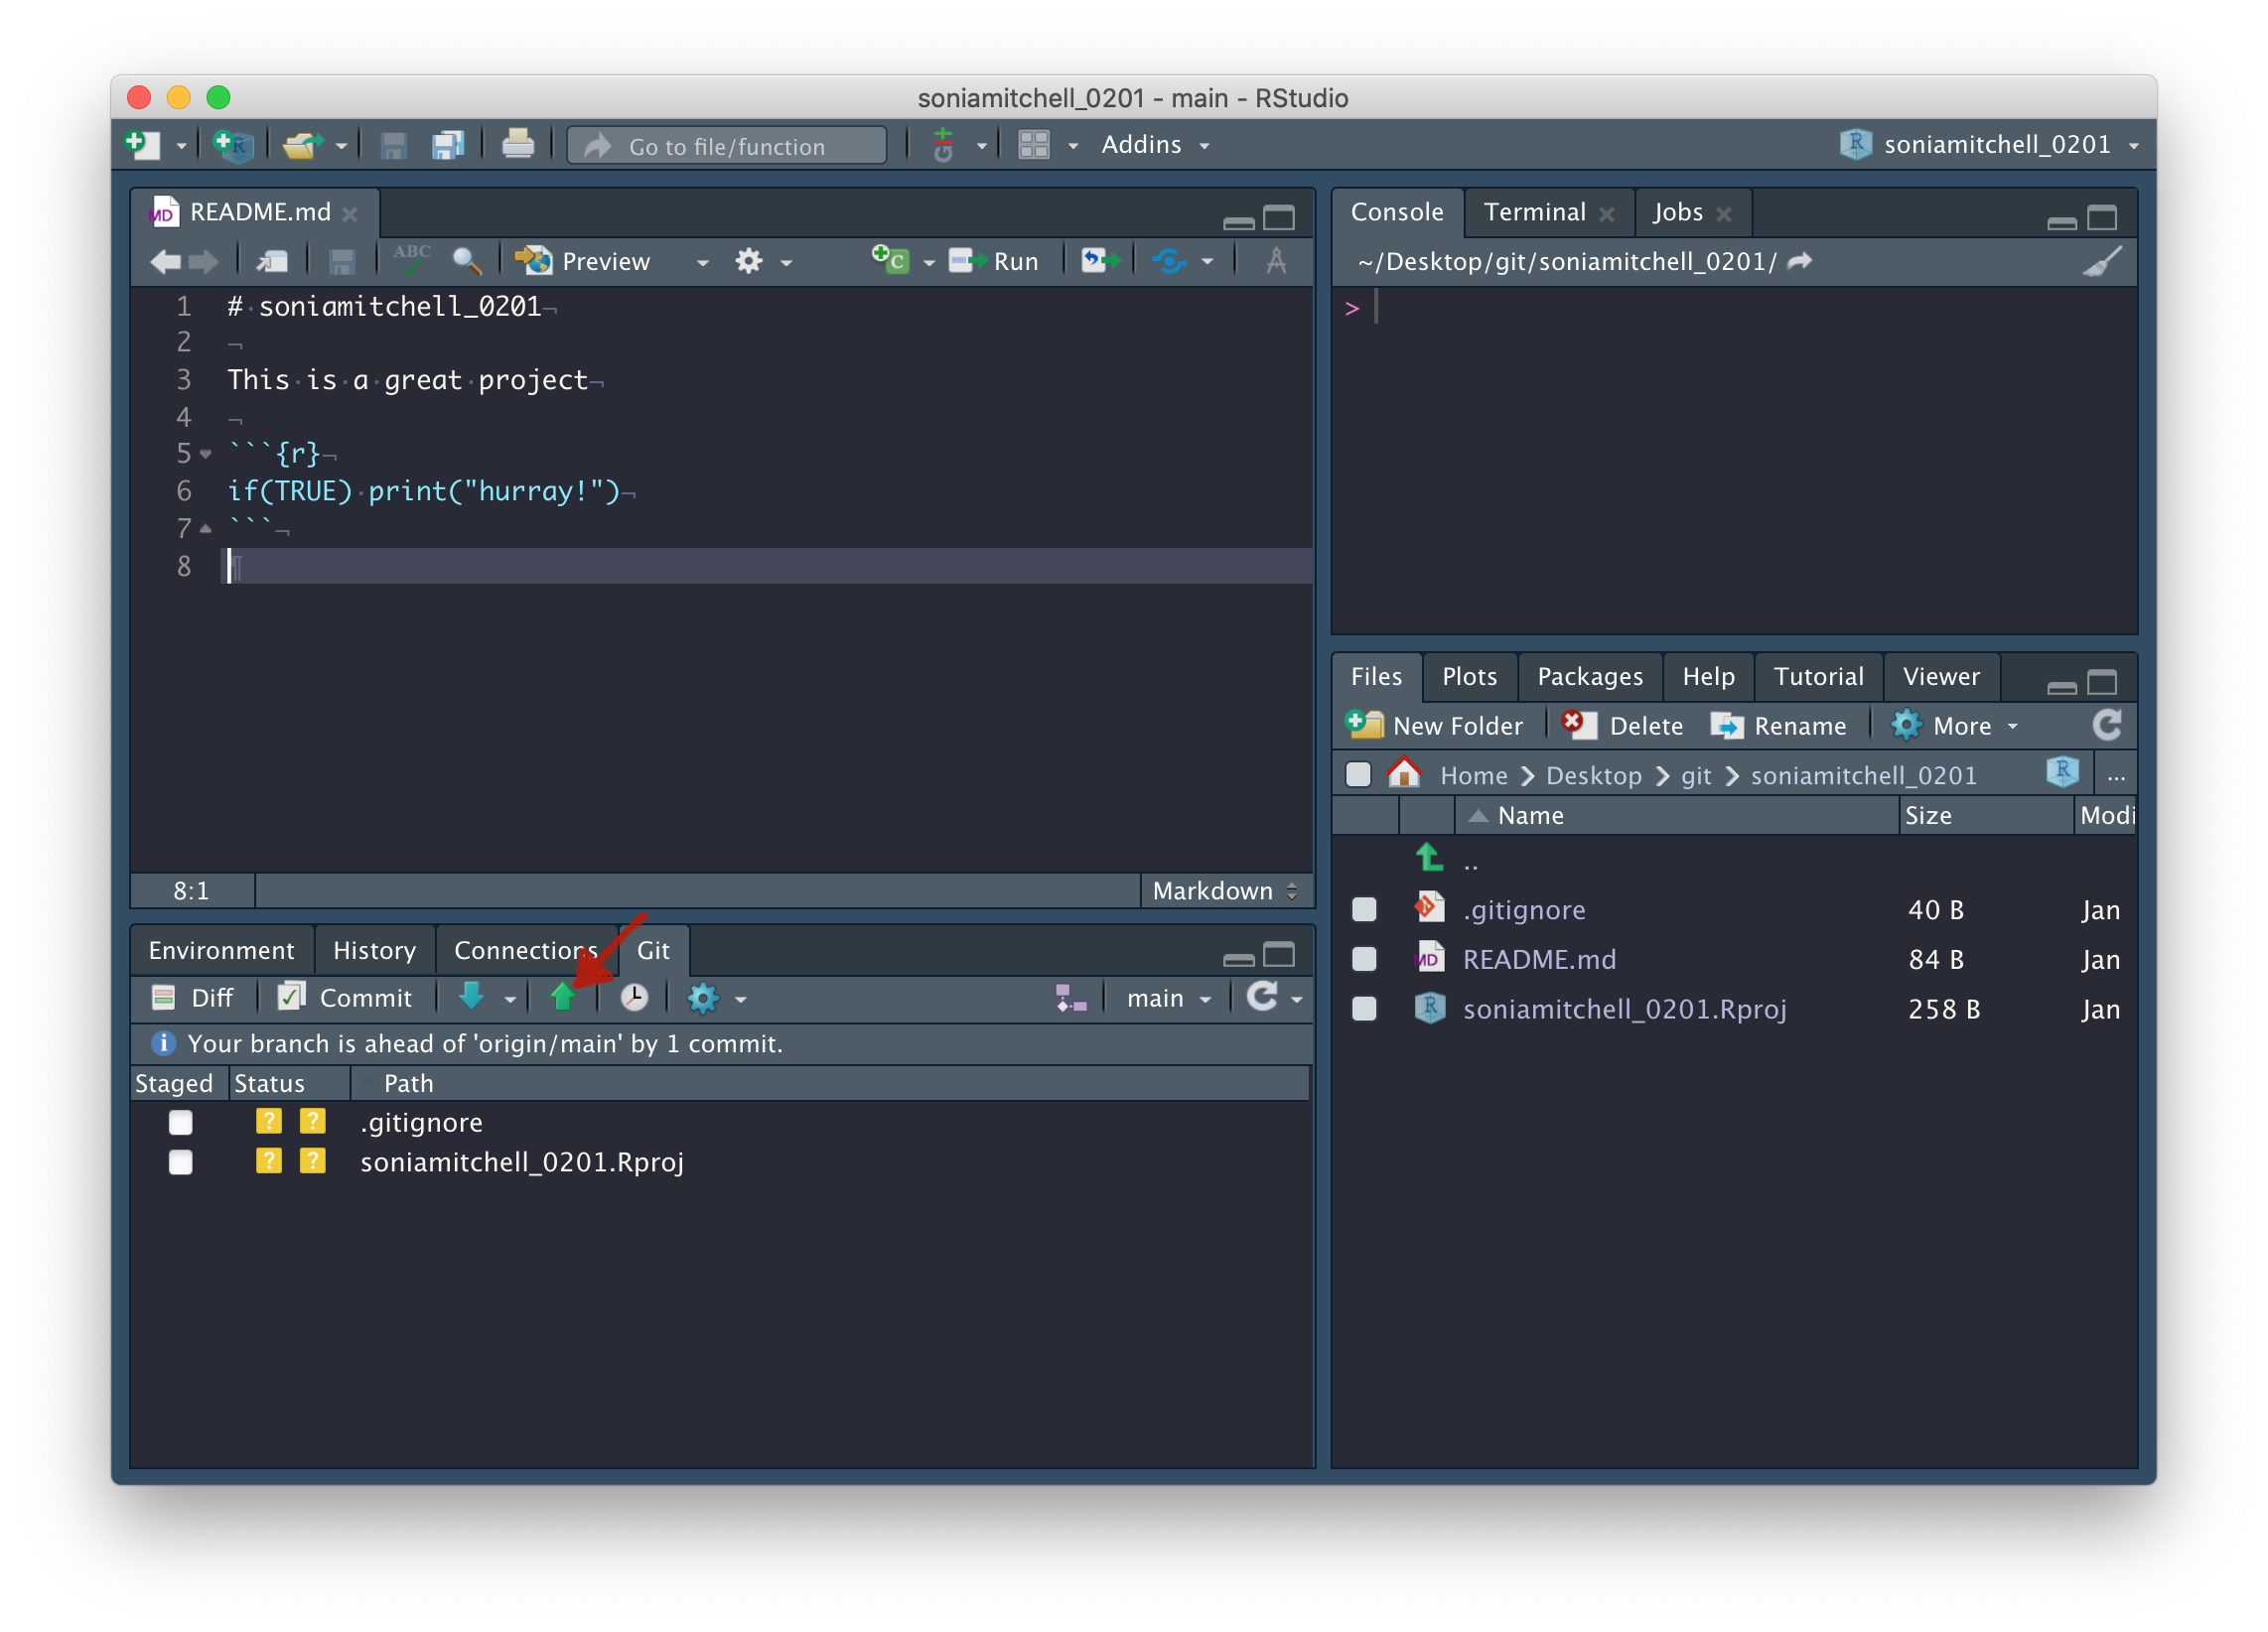 soniamitchell_0201 - main - RStudio
Go to file/function
Git
Addins
soniamitchell_0201
README.md
ABC
Preview
Run
1 # soniamitchell_0201
2
3 This is a great project
4
5 ```{r}
6 if(TRUE) print("hurray!")
7 ```
8
8:1
Markdown
Environment
History
Connections
Git
Diff
Commit
main
Your branch is ahead of 'origin/main' by 1 commit.
Staged Status Path
? ? .gitignore
? ? soniamitchell_0201.Rproj
Console
Terminal
Jobs
~/Desktop/git/soniamitchell_0201/
>
Files
Plots
Packages
Help
Tutorial
Viewer
New Folder
Delete
Rename
More
Home Desktop git soniamitchell_0201
...
Name Size Modi
..
.gitignore 40 B Jan
MD README.md 84 B Jan
soniamitchell_0201.Rproj 258 B Jan